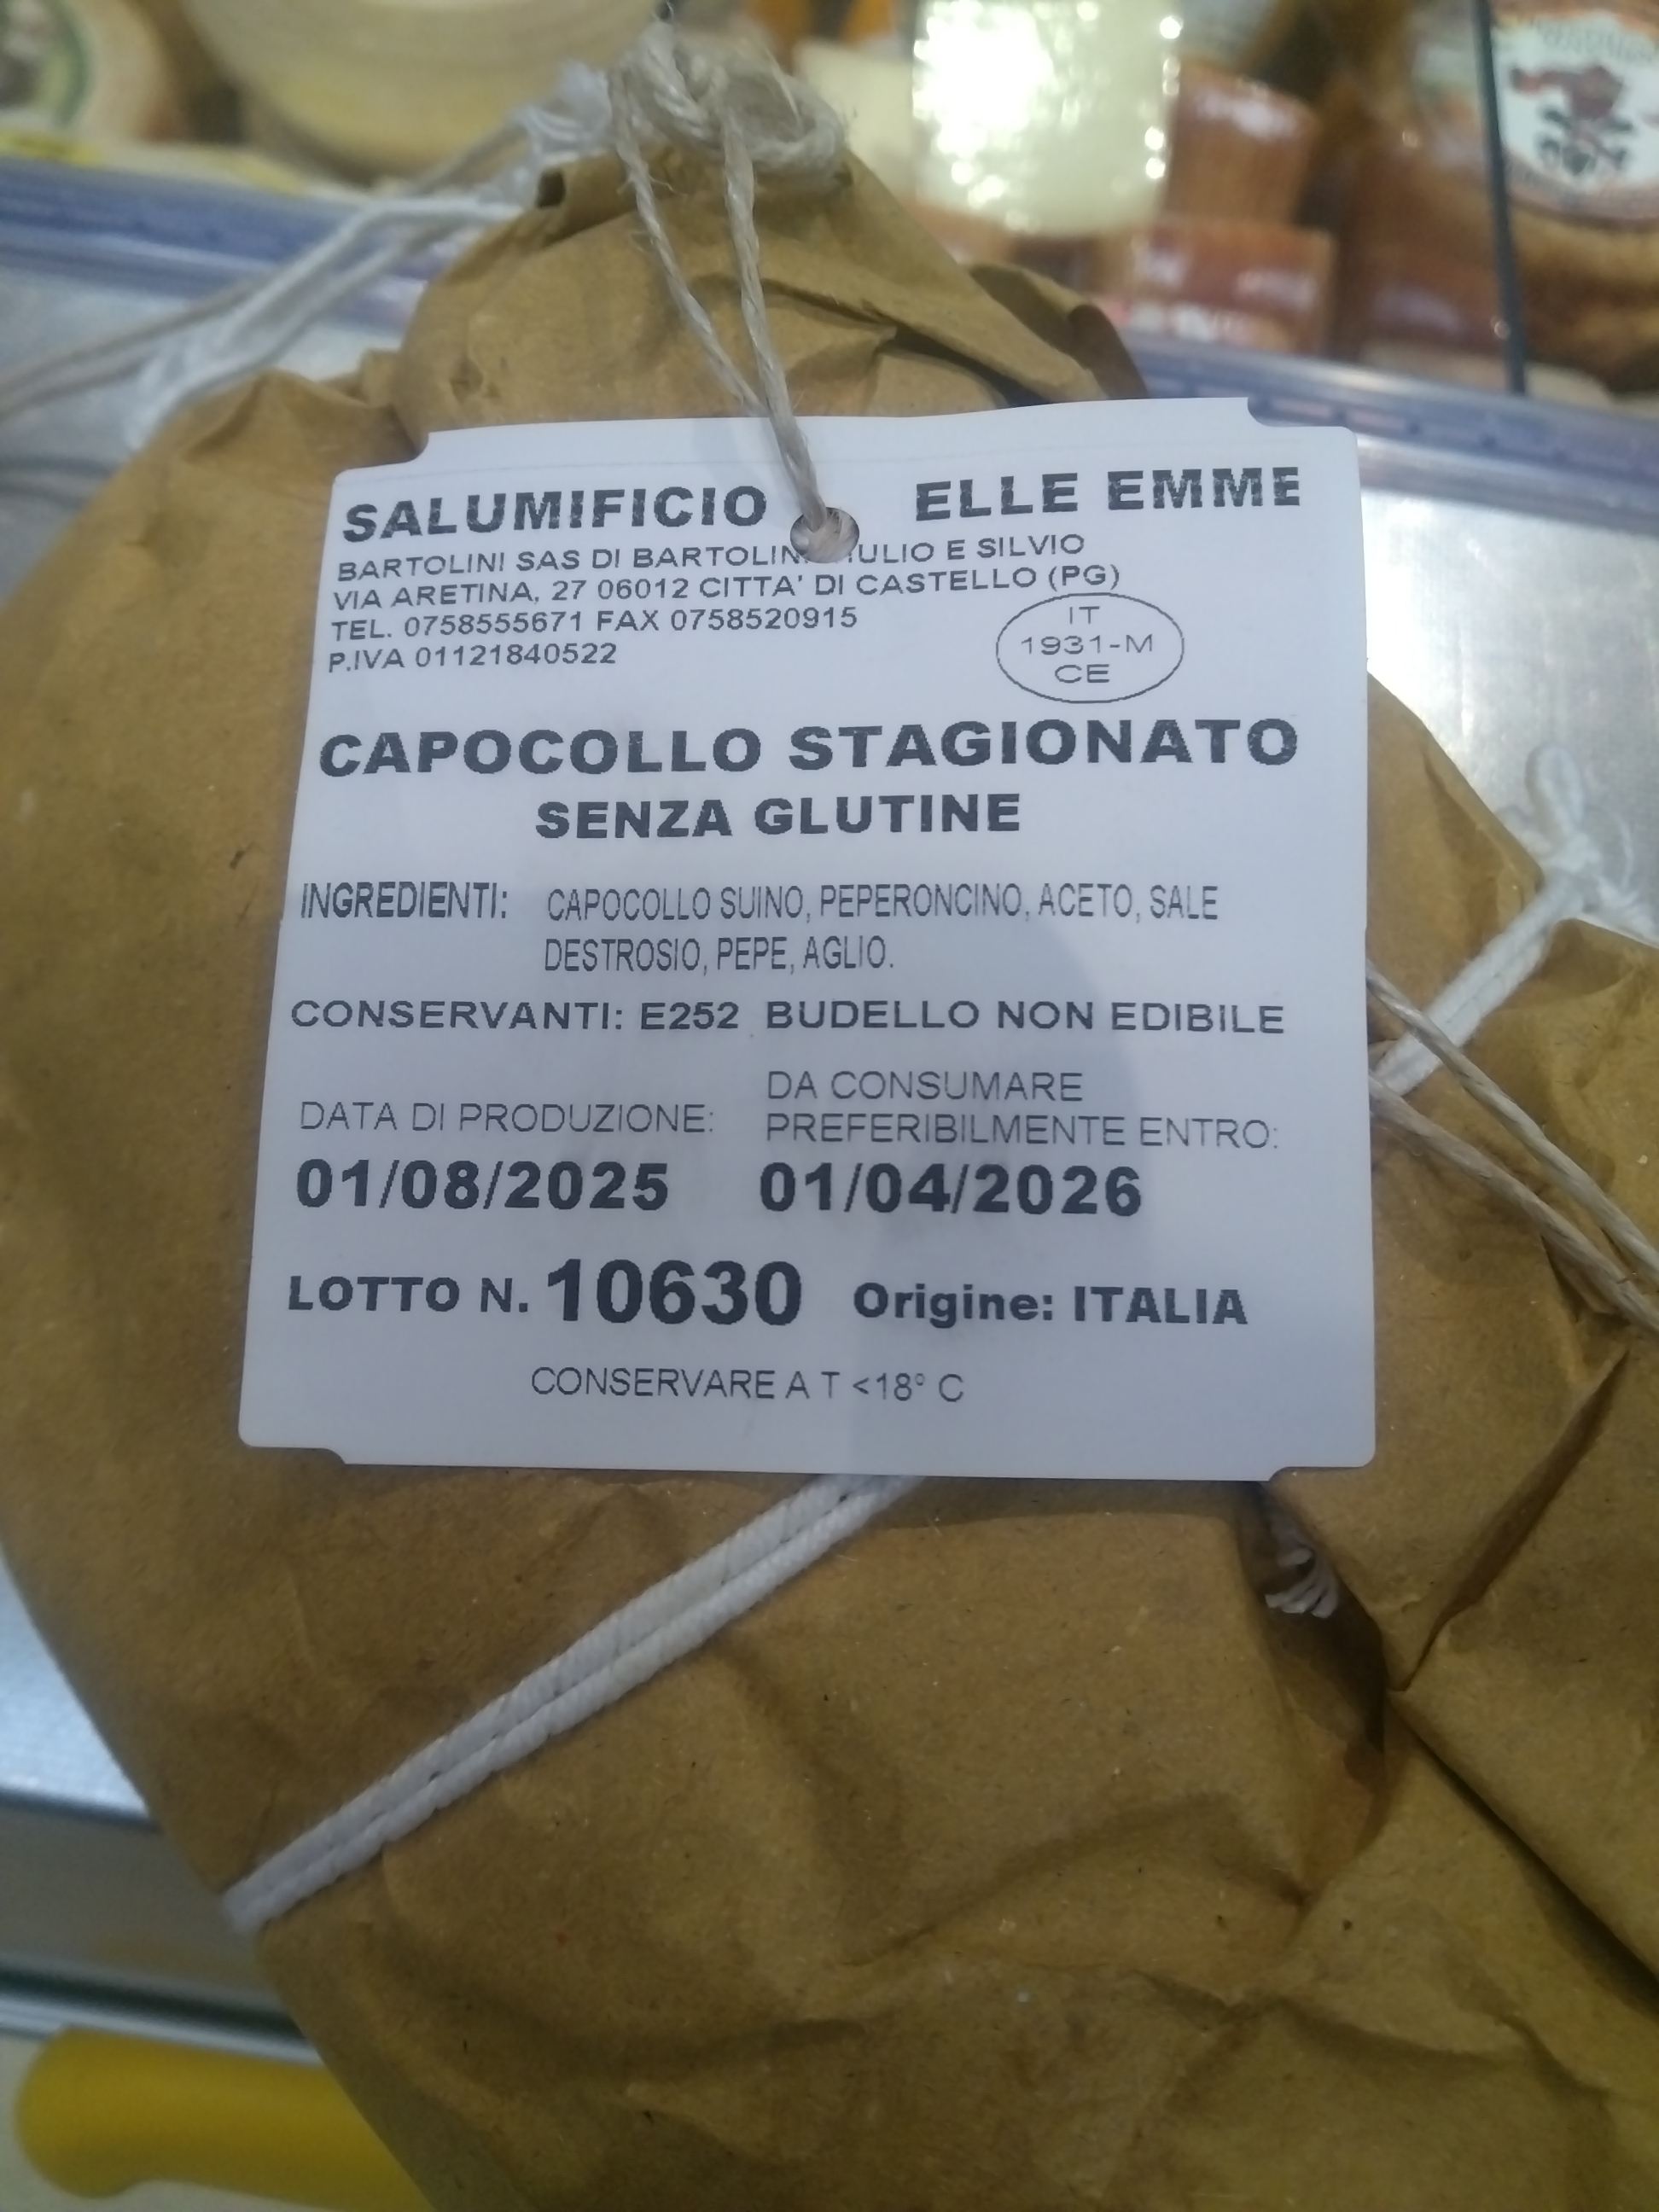 SALUMIFICIO ELLE EMME
BARTOLINI SAS DI E SILVIO
VIA ARETINA, 27 06012 CITTA' DI CASTELLO (PG)
TEL. 0758555671 FAX 0758520915
P.IVA 01121840522
IT
1931-M
CE
CAPOCOLLO STAGIONATO
SENZA GLUTINE
INGREDIENTI: CAPOCOLLO SUINO, PEPERONCINO, ACETO, SALE
DESTROSIO, PEPE, AGLIO.
CONSERVANTI: E252 BUDELLO NON EDIBILE
DATA DI PRODUZIONE:
01/08/2025
DA CONSUMARE
PREFERIBILMENTE ENTRO:
01/04/2026
LOTTO N. 10630 Origine: ITALIA
CONSERVARE A T <18° C